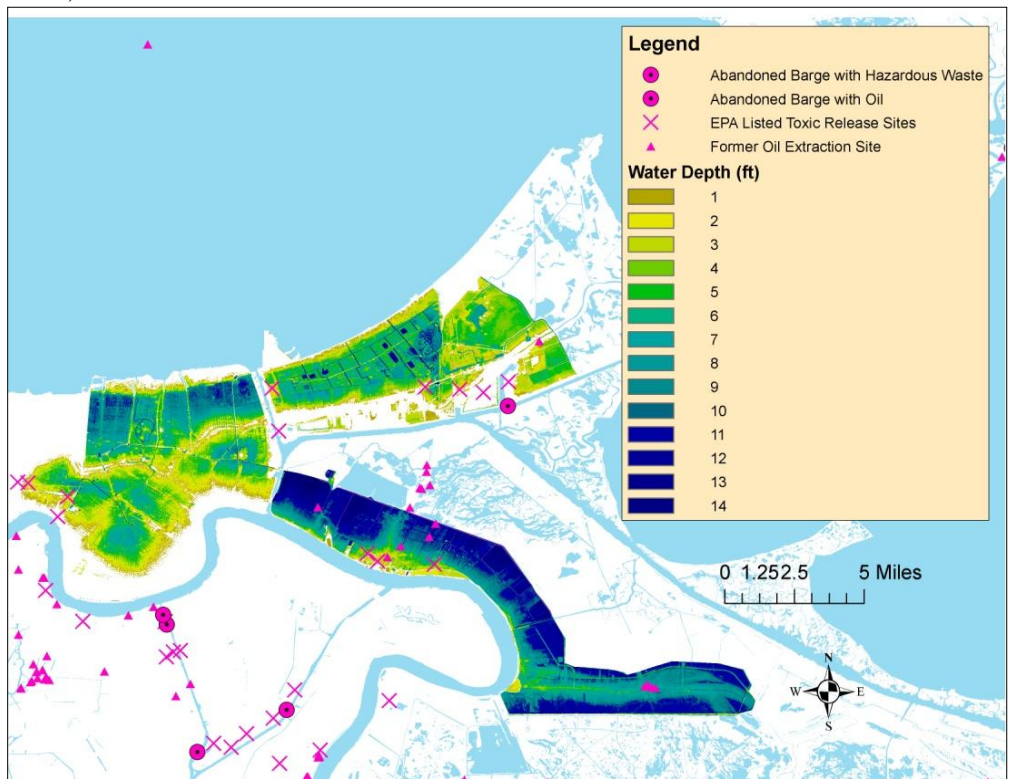 Legend
Abandoned Barge with Hazardous Waste
Abandoned Barge with Oil
EPA Listed Toxic Release Sites
Former Oil Extraction Site
Water Depth (ft)
1
2
3
4
5
6
7
8
9
10
11
12
13
14
0 1.25 2.5 5 Miles
N
W E
S